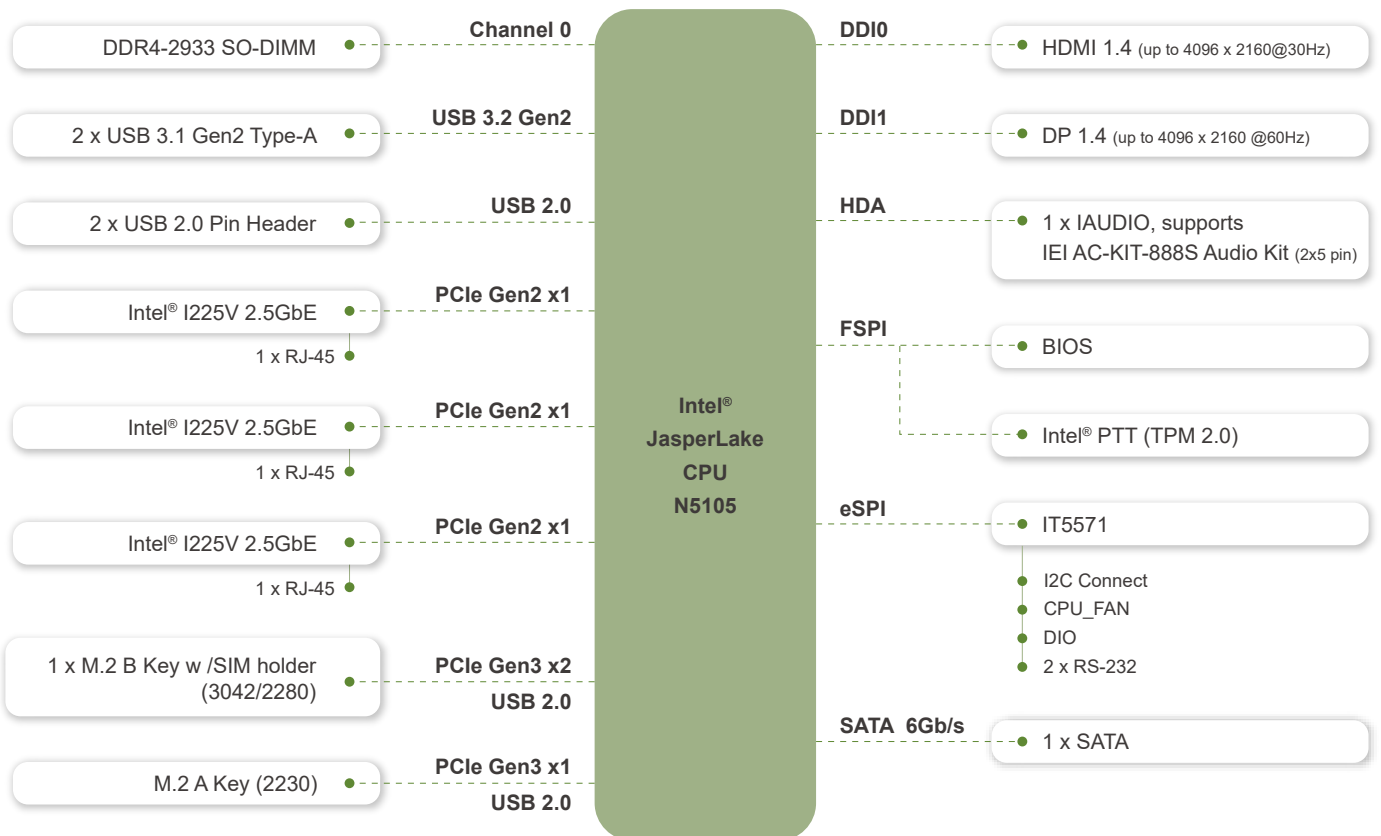 Channel 0
DDR4-2933 SO-DIMM
USB 3.2 Gen2
2 x USB 3.1 Gen2 Type-A
USB 2.0
2 x USB 2.0 Pin Header
PCIe Gen2 x1
Intel® I225V 2.5GbE
1 x RJ-45
PCIe Gen2 x1
Intel® I225V 2.5GbE
1 x RJ-45
PCIe Gen2 x1
Intel® I225V 2.5GbE
1 x RJ-45
1 x M.2 B Key w /SIM holder
(3042/2280)
PCIe Gen3 x2
USB 2.0
M.2 A Key (2230)
PCIe Gen3 x1
USB 2.0
Intel®
JasperLake
CPU
N5105
DDI0
HDMI 1.4 (up to 4096 x 2160@30Hz)
DDI1
DP 1.4 (up to 4096 x 2160 @60Hz)
HDA
1 x IAUDIO, supports
IEI AC-KIT-888S Audio Kit (2x5 pin)
FSPI
BIOS
Intel® PTT (TPM 2.0)
eSPI
IT5571
I2C Connect
CPU_FAN
DIO
2 x RS-232
SATA 6Gb/s
1 x SATA